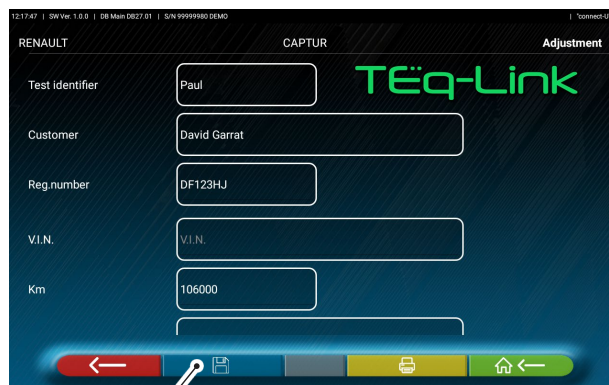 12:17:47 | SW Ver. 1.0.0 | DB Main DB27.01 | S/N 99999980 DEMO | "connect-U
RENAULT CAPTUR Adjustment
TEq-Link
Test identifier Paul
Customer David Garrat
Reg.number DF123HJ
V.I.N. V.I.N.
Km 106000